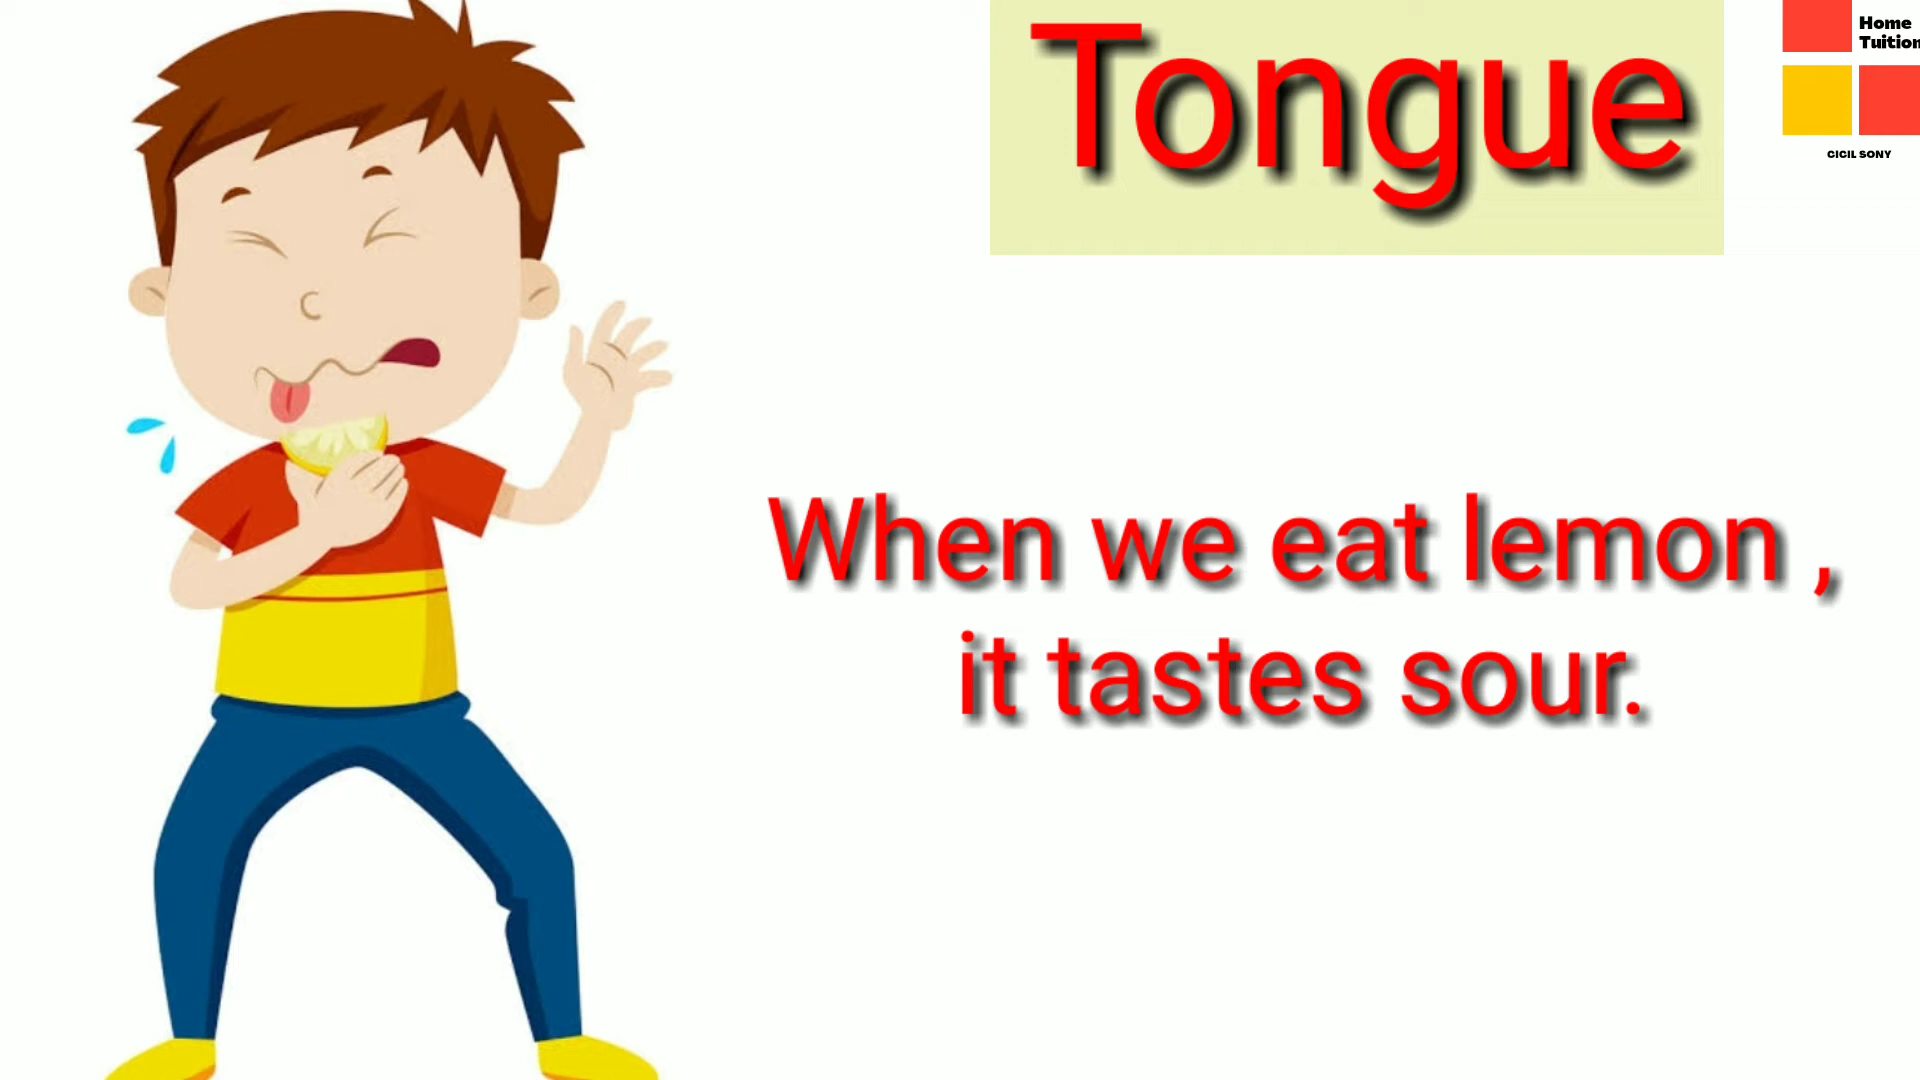 Tongue
Home
Tuition
CICIL SONY
When we eat lemon ,
it tastes sour.